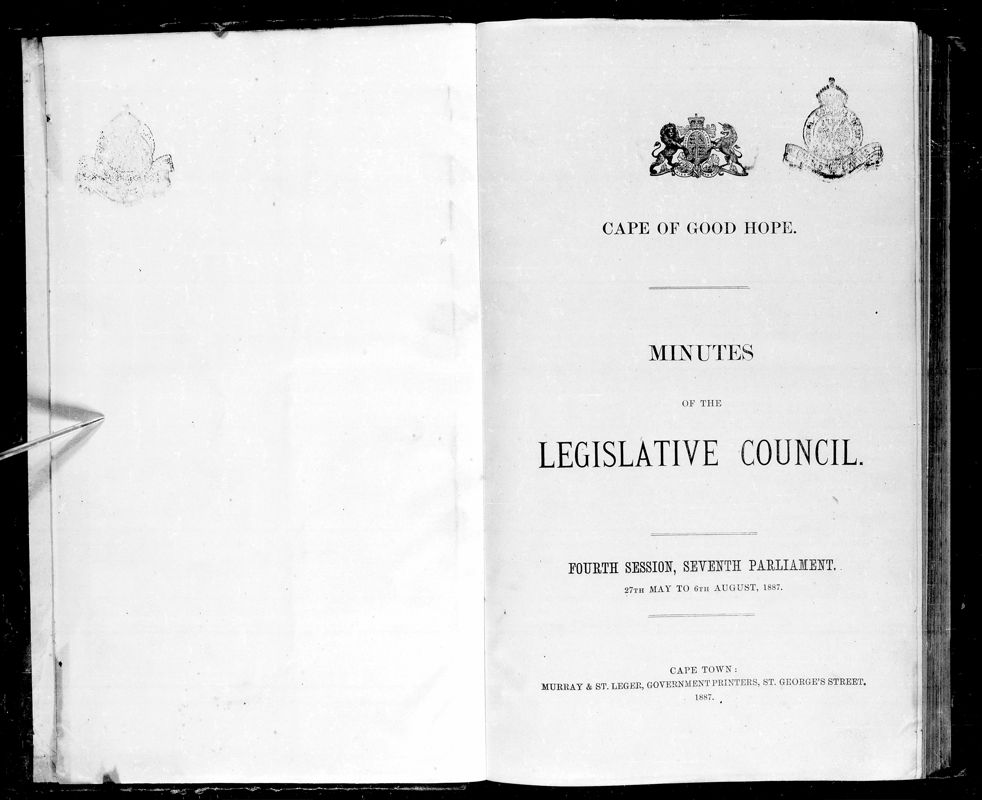 CAPE OF GOOD HOPE.
MINUTES
OF THE
LEGISLATIVE COUNCIL.
FOURTH SESSION, SEVENTH PARLIAMENT.
27TH MAY TO 6TH AUGUST, 1887.
CAPE TOWN:
MURRAY & ST. LEGER, GOVERNMENT PRINTERS, ST. GEORGE'S STREET.
1887.